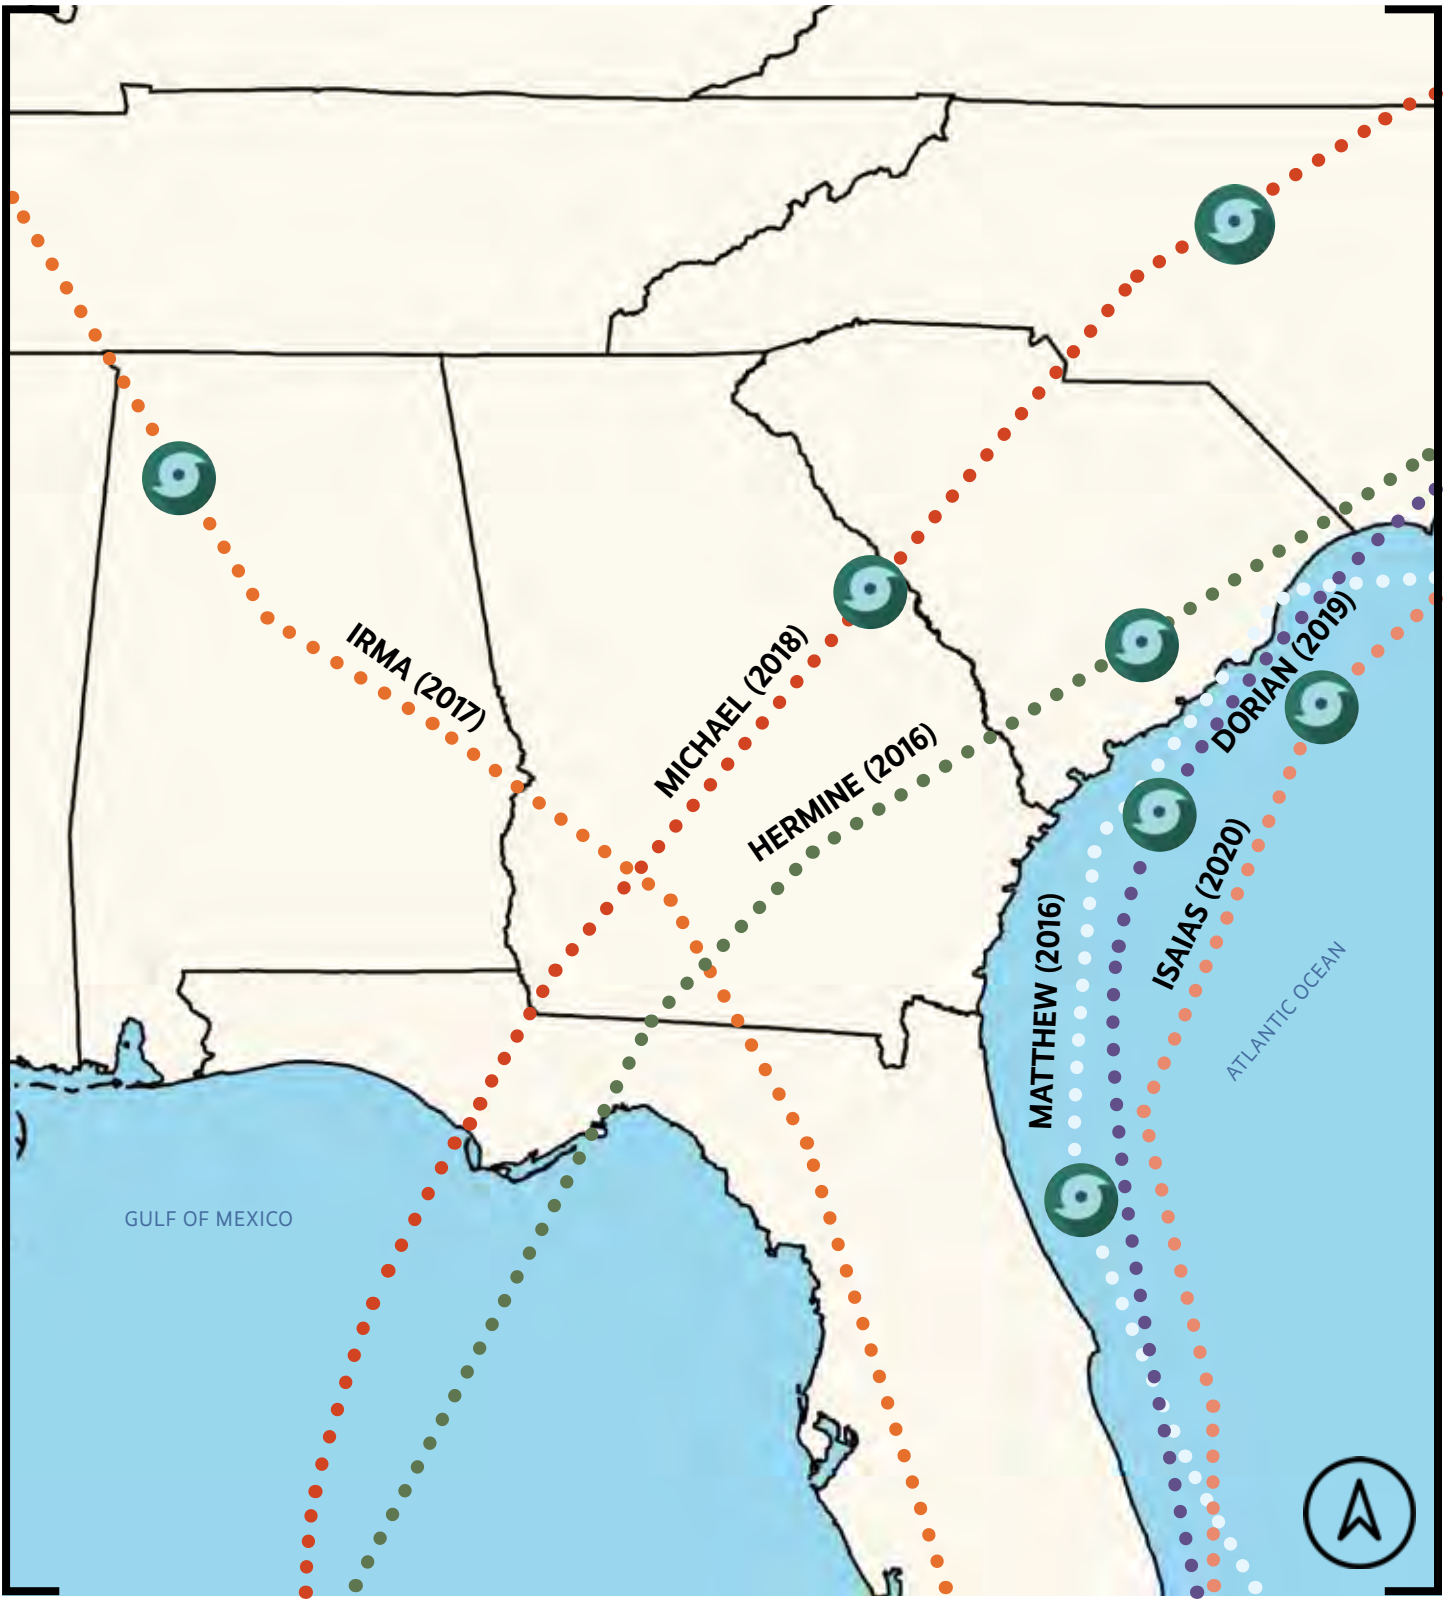 IRMA (2017)
MICHAEL (2018)
HERMINE (2016)
DORIAN (2019)
ISAIAS (2020)
MATTHEW (2016)
ATLANTIC OCEAN
GULF OF MEXICO